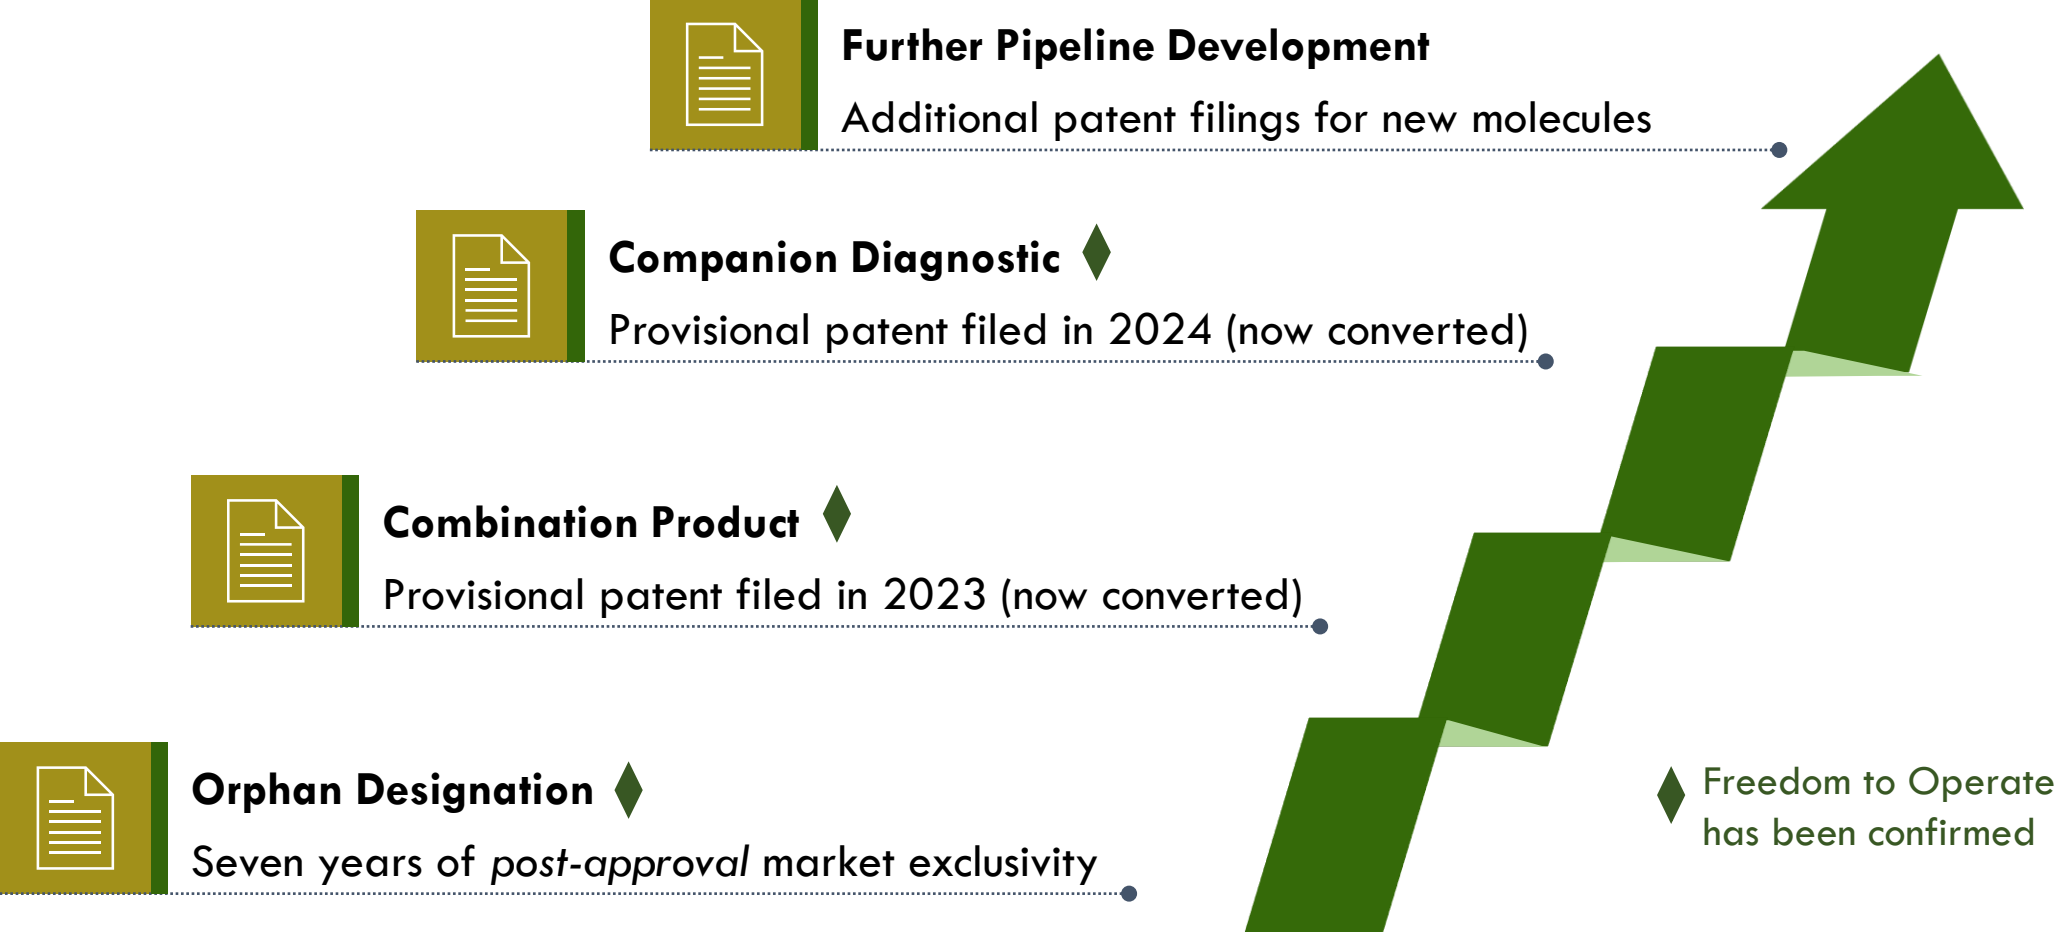 Further Pipeline Development
Additional patent filings for new molecules
Companion Diagnostic
Provisional patent filed in 2024 (now converted)
Combination Product
Provisional patent filed in 2023 (now converted)
Orphan Designation
Seven years of post-approval market exclusivity
Freedom to Operate
has been confirmed